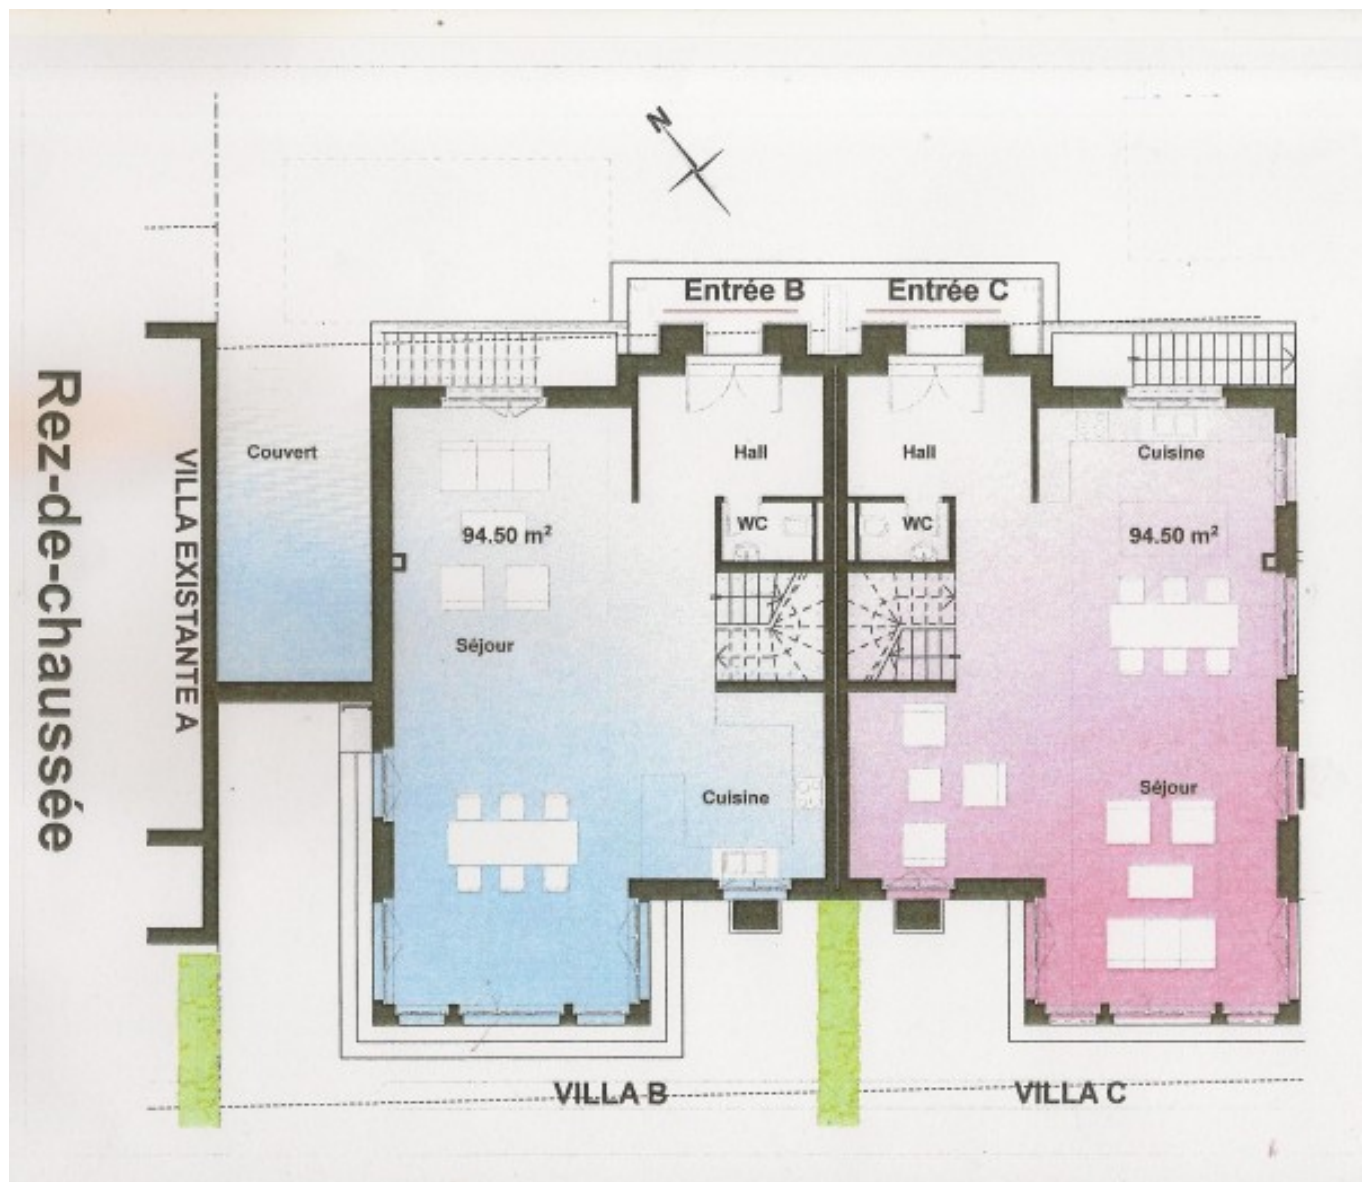 N
Entrée B
Entrée C
Couvert
Hall
Hall
Cuisine
WC
WC
94.50 m²
94.50 m²
Séjour
Séjour
Cuisine
VILLA B
VILLA C
VILLA EXISTANTE A
Rez-de-chaussée